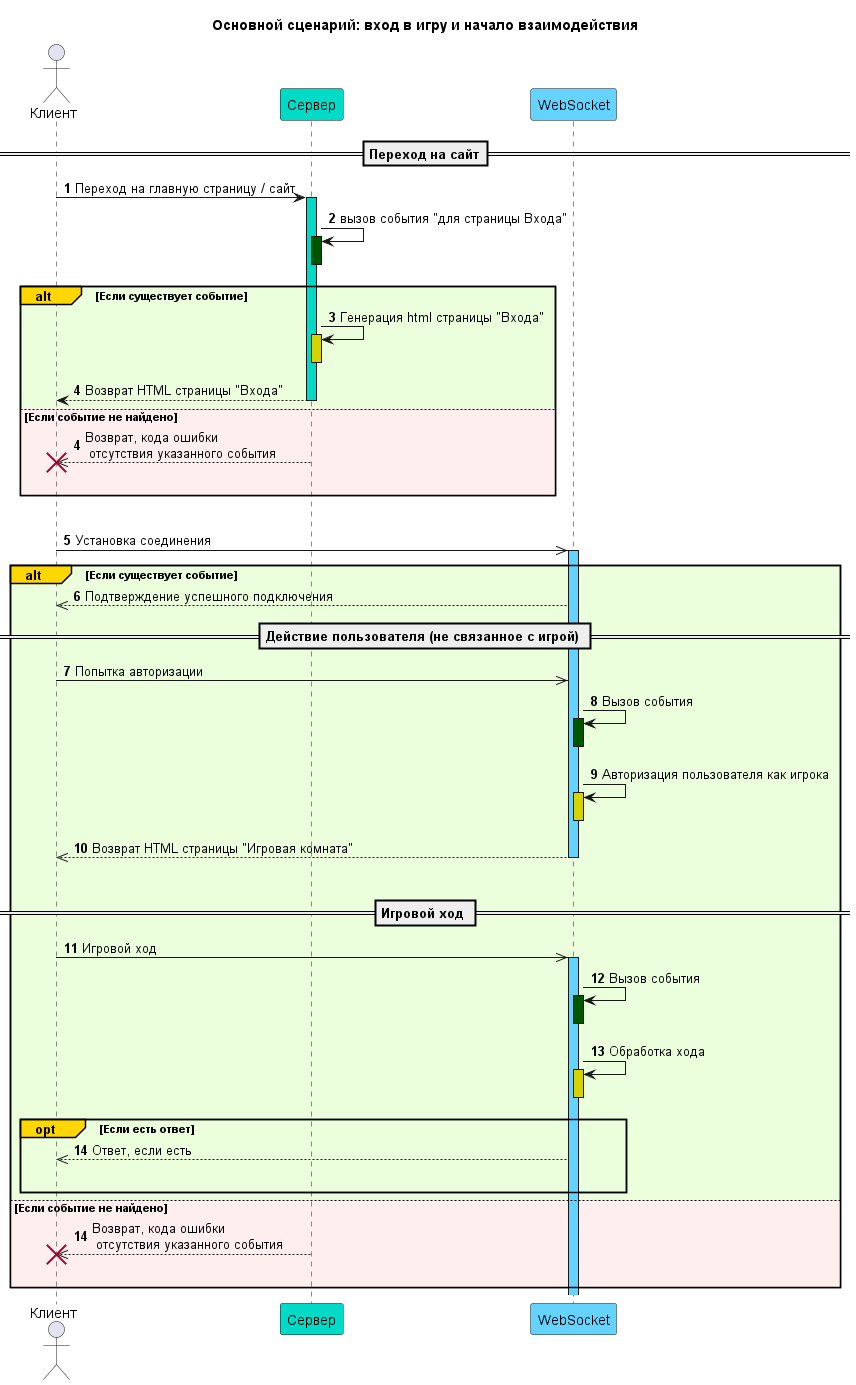 Основной сценарий: вход в игру и начало взаимодействия
Клиент
Сервер
WebSocket
Переход на сайт
1 Переход на главную страницу / сайт
2 вызов события "для страницы Входа"
alt [Если существует событие]
3 Генерация html страницы "Входа"
4 Возврат HTML страницы "Входа"
[Если событие не найдено]
4 Возврат, кода ошибки
отсутствия указанного события
5 Установка соединения
alt [Если существует событие]
6 Подтверждение успешного подключения
Действие пользователя (не связанное с игрой)
7 Попытка авторизации
8 Вызов события
9 Авторизация пользователя как игрока
10 Возврат HTML страницы "Игровая комната"
Игровой ход
11 Игровой ход
12 Вызов события
13 Обработка хода
opt [Если есть ответ]
14 Ответ, если есть
[Если событие не найдено]
14 Возврат, кода ошибки
отсутствия указанного события
Клиент
Сервер
WebSocket